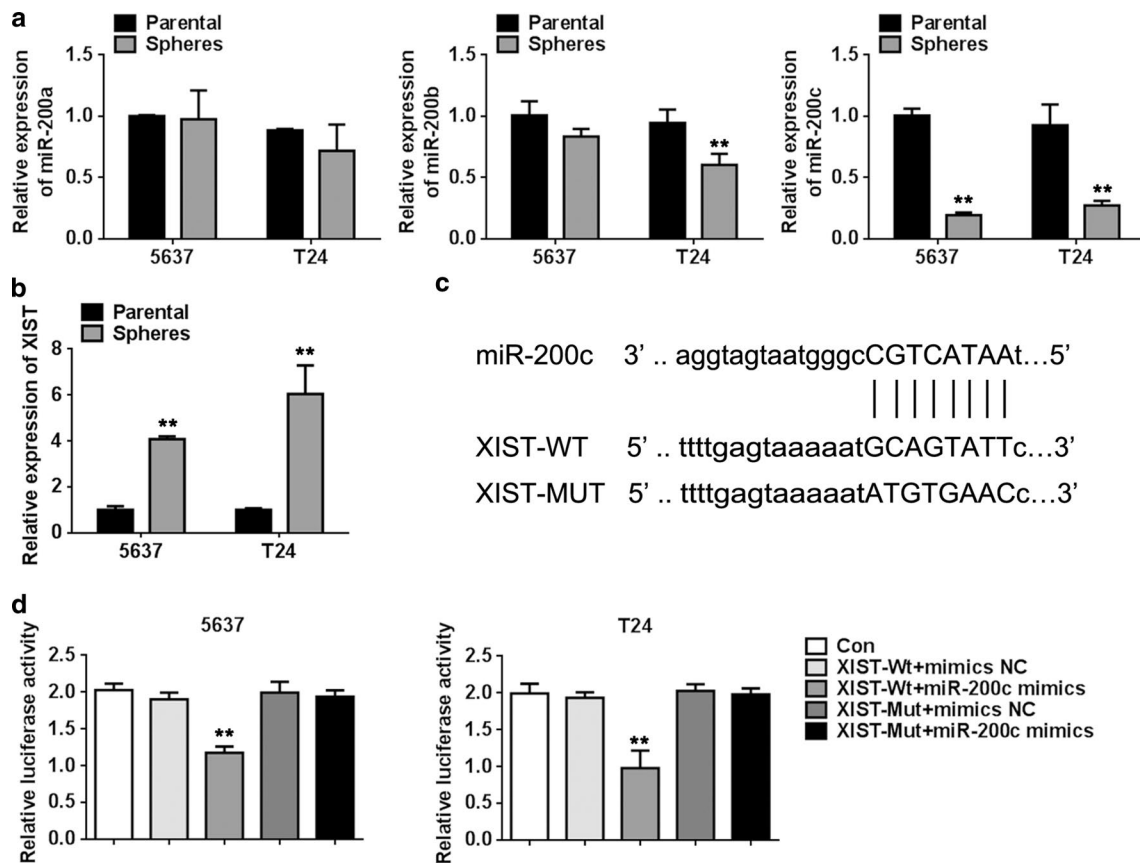 a
Parental
Spheres
Relative expression
of miR-200a
1.5
1.0
0.5
0.0
5637
T24
Parental
Spheres
Relative expression
of miR-200b
1.5
1.0
0.5
0.0
**
5637
T24
Parental
Spheres
Relative expression
of miR-200c
1.5
1.0
0.5
0.0
**
**
5637
T24
b
Parental
Spheres
Relative expression of XIST
8
6
4
2
0
**
**
5637
T24
c
miR-200c 3’ .. aggtagtaatgggcCGTCATAAt…5’
XIST-WT 5’ .. ttttgagtaaaaatGCAGTATTc…3’
XIST-MUT 5’ .. ttttgagtaaaaatATGTGAACc…3’
d
5637
Relative luciferase activity
2.5
2.0
1.5
1.0
0.5
0.0
**
T24
Relative luciferase activity
2.5
2.0
1.5
1.0
0.5
0.0
**
Con
XIST-Wt+mimics NC
XIST-Wt+miR-200c mimics
XIST-Mut+mimics NC
XIST-Mut+miR-200c mimics